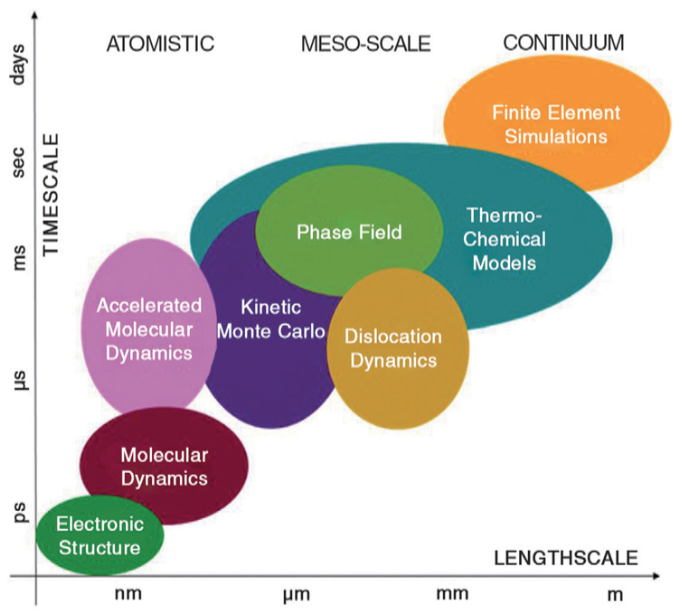 ATOMISTIC
MESO-SCALE
CONTINUUM
days
sec
ms
µs
ps
TIMESCALE
Finite Element
Simulations
Thermo-
Chemical
Models
Phase Field
Accelerated
Molecular
Dynamics
Kinetic
Monte Carlo
Dislocation
Dynamics
Molecular
Dynamics
Electronic
Structure
LENGTHSCALE
nm
µm
mm
m